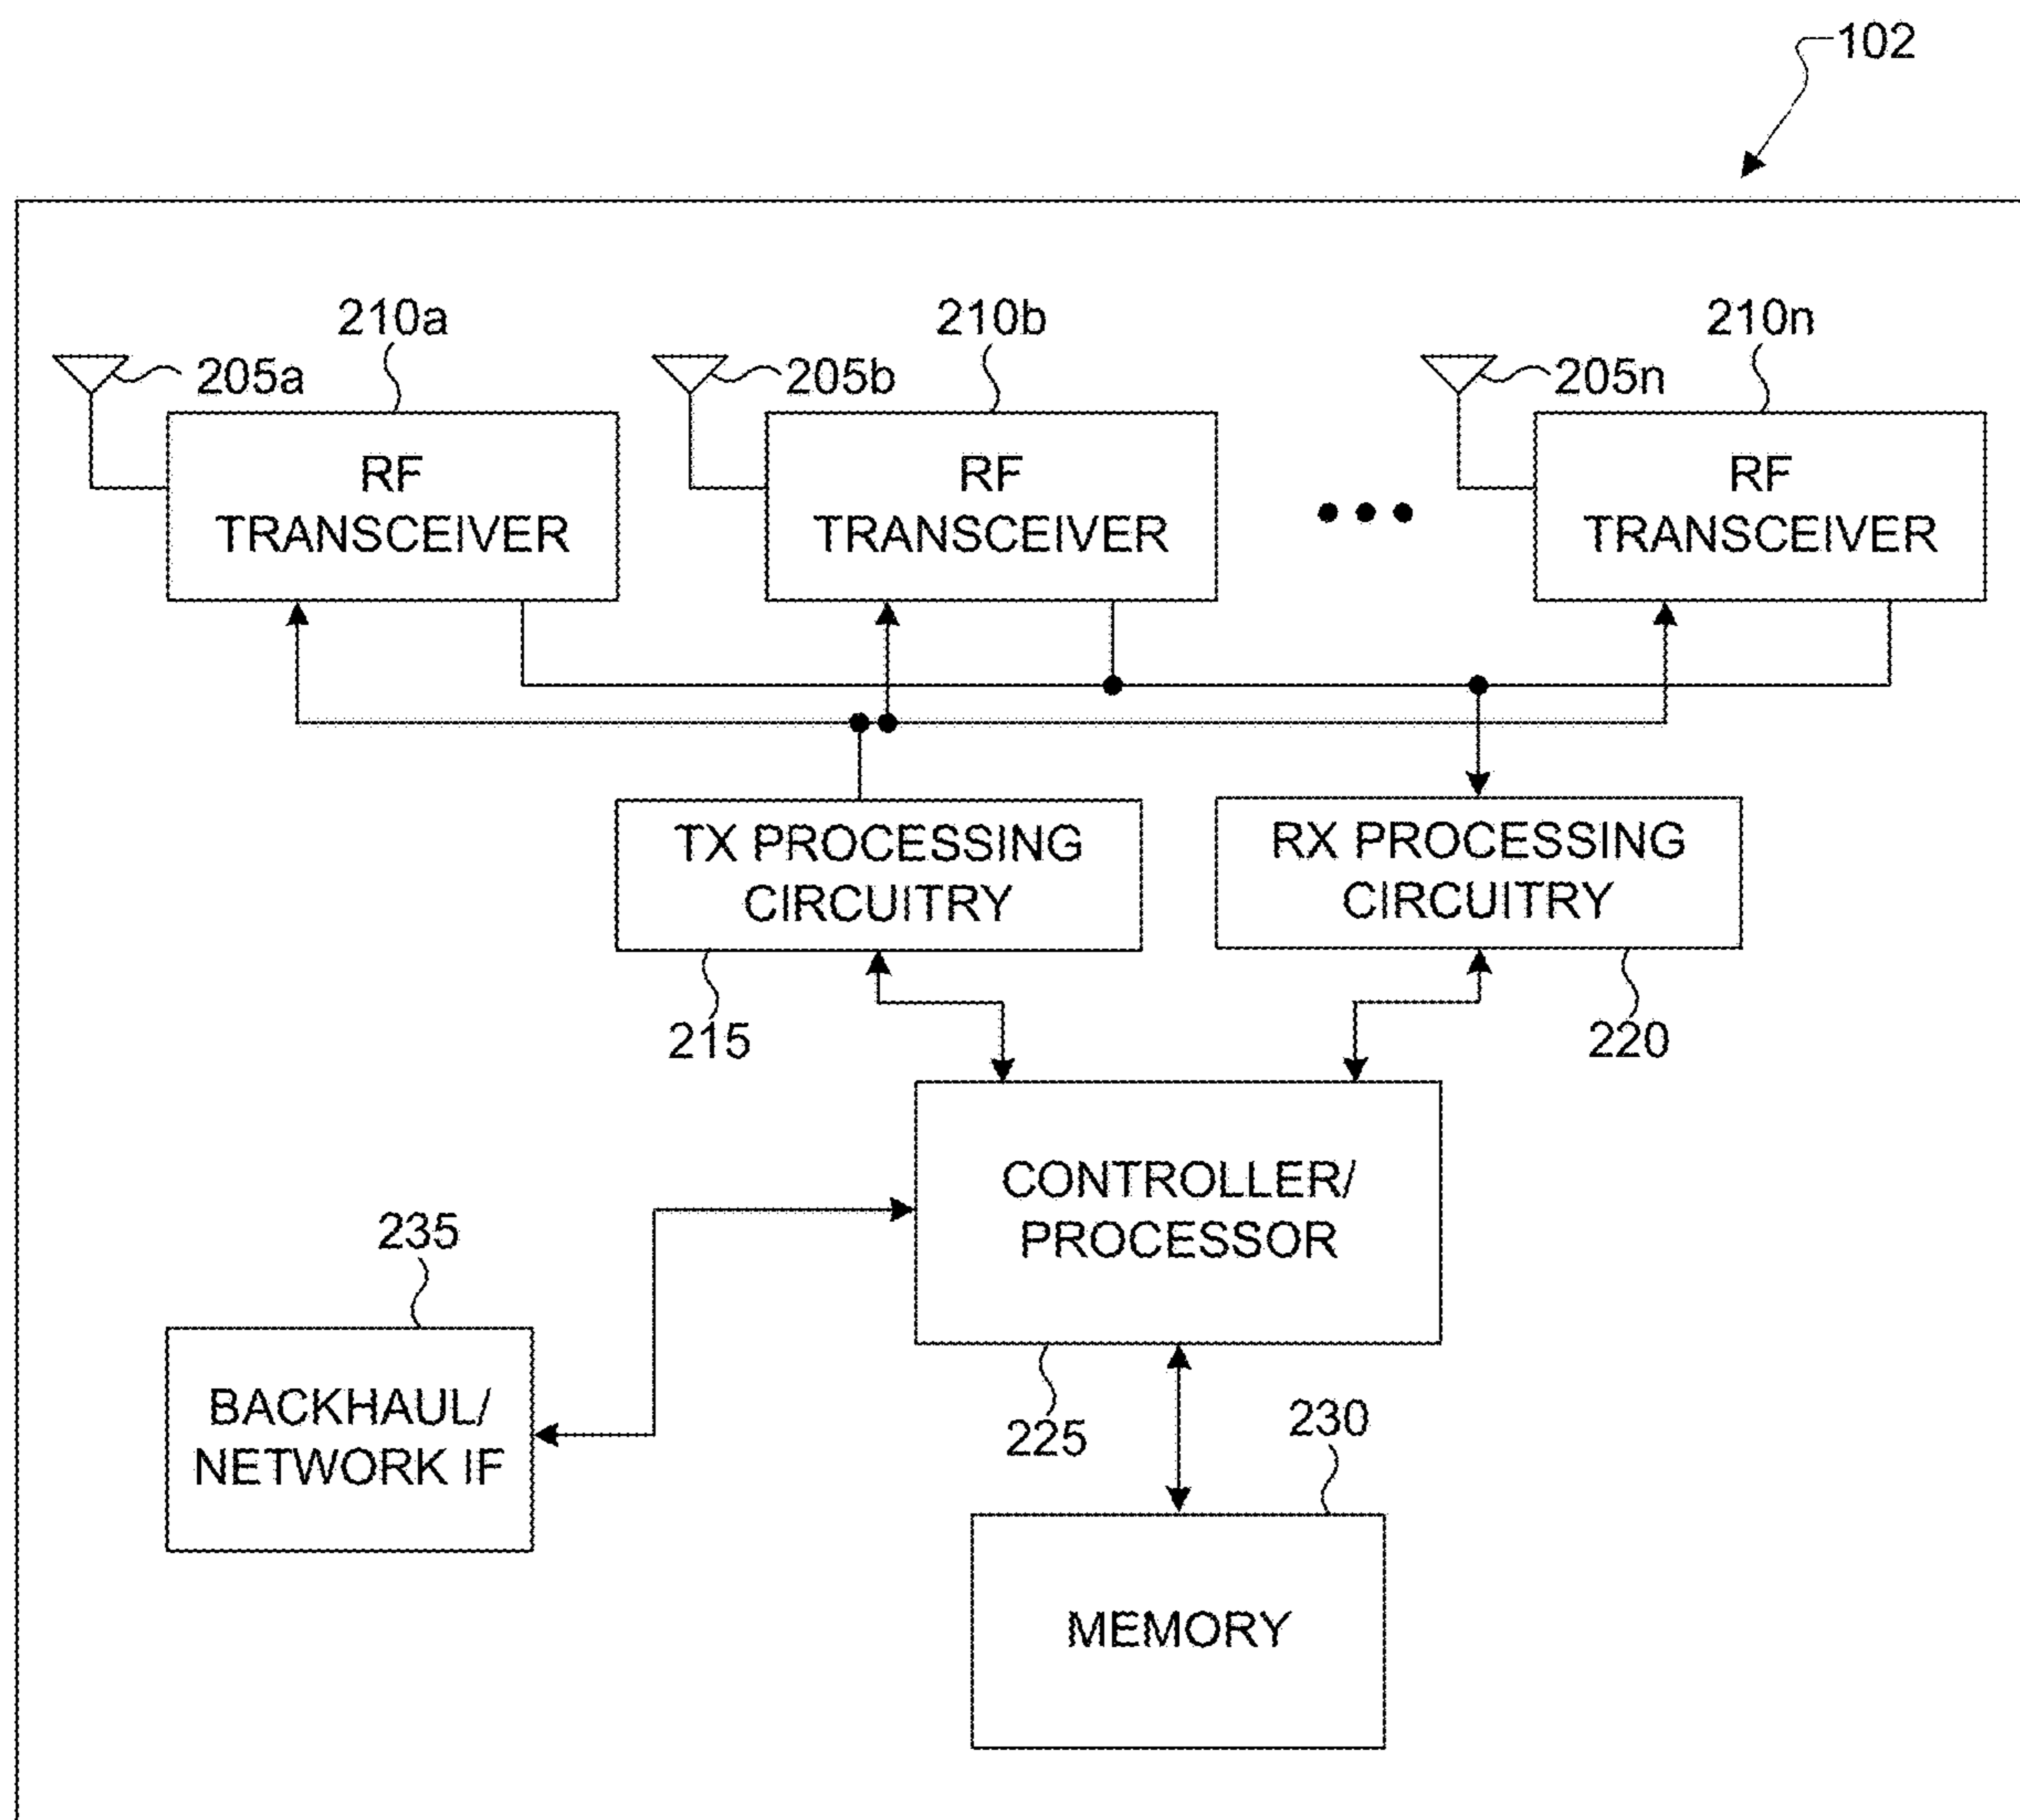 102
210a
210b
210n
205a
205b
205n
RF
TRANSCEIVER
RF
TRANSCEIVER
RF
TRANSCEIVER
TX PROCESSING
CIRCUITRY
RX PROCESSING
CIRCUITRY
215
220
CONTROLLER/
PROCESSOR
235
BACKHAUL/
NETWORK IF
225
230
MEMORY